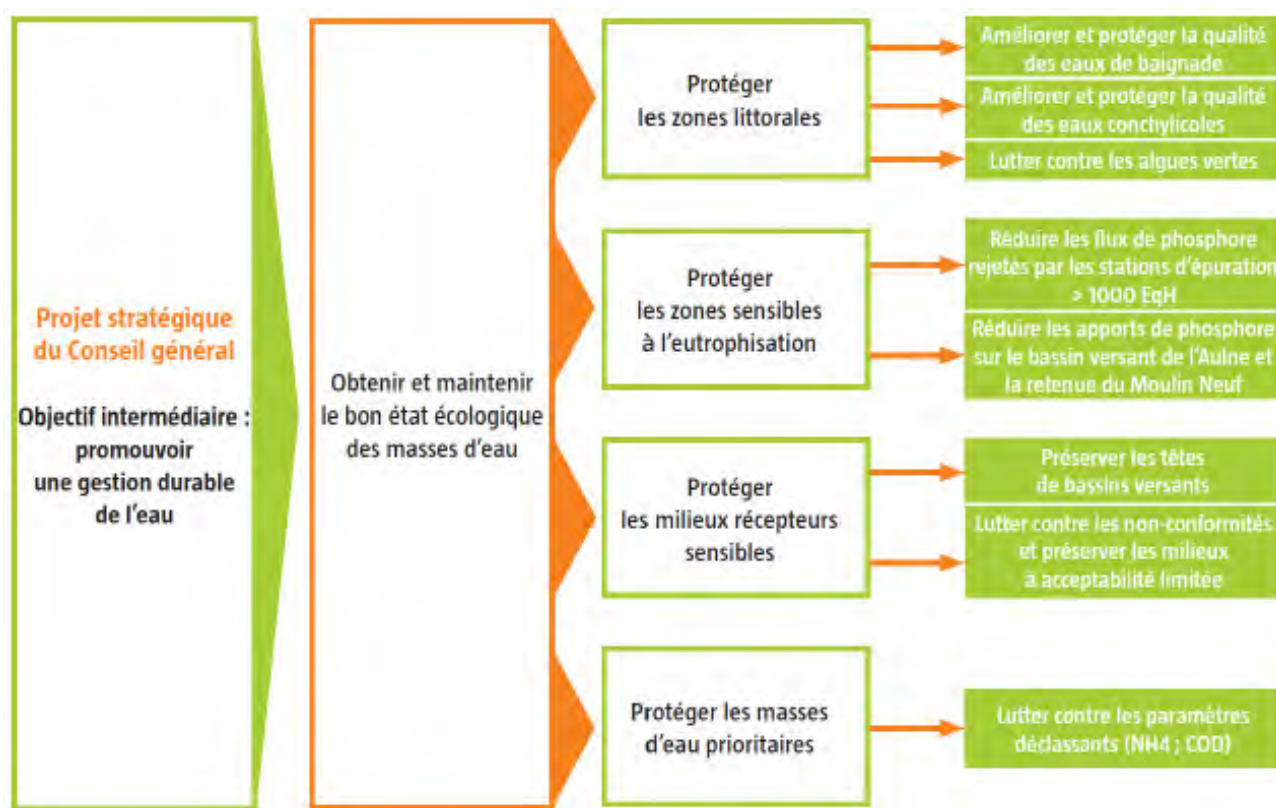 Projet stratégique
du Conseil général
Objectif intermédiaire :
promouvoir
une gestion durable
de l'eau
Obtenir et maintenir
le bon état écologique
des masses d'eau
Protéger
les zones littorales
Améliorer et protéger la qualité
des eaux de baignade
Améliorer et protéger la qualité
des eaux conchylicoles
Lutter contre les algues vertes
Protéger
les zones sensibles
à l'eutrophisation
Réduire les flux de phosphore
rejetés par les stations d'épuration
> 1000 EqH
Réduire les apports de phosphore
sur le bassin versant de l'Aulne et
la retenue du Moulin Neuf
Protéger
les milieux récepteurs
sensibles
Préserver les têtes
de bassins versants
Lutter contre les non-conformités
et préserver les milieux
à acceptabilité limitée
Protéger les masses
d'eau prioritaires
Lutter contre les paramètres
déclassants (NH4 ; COD)